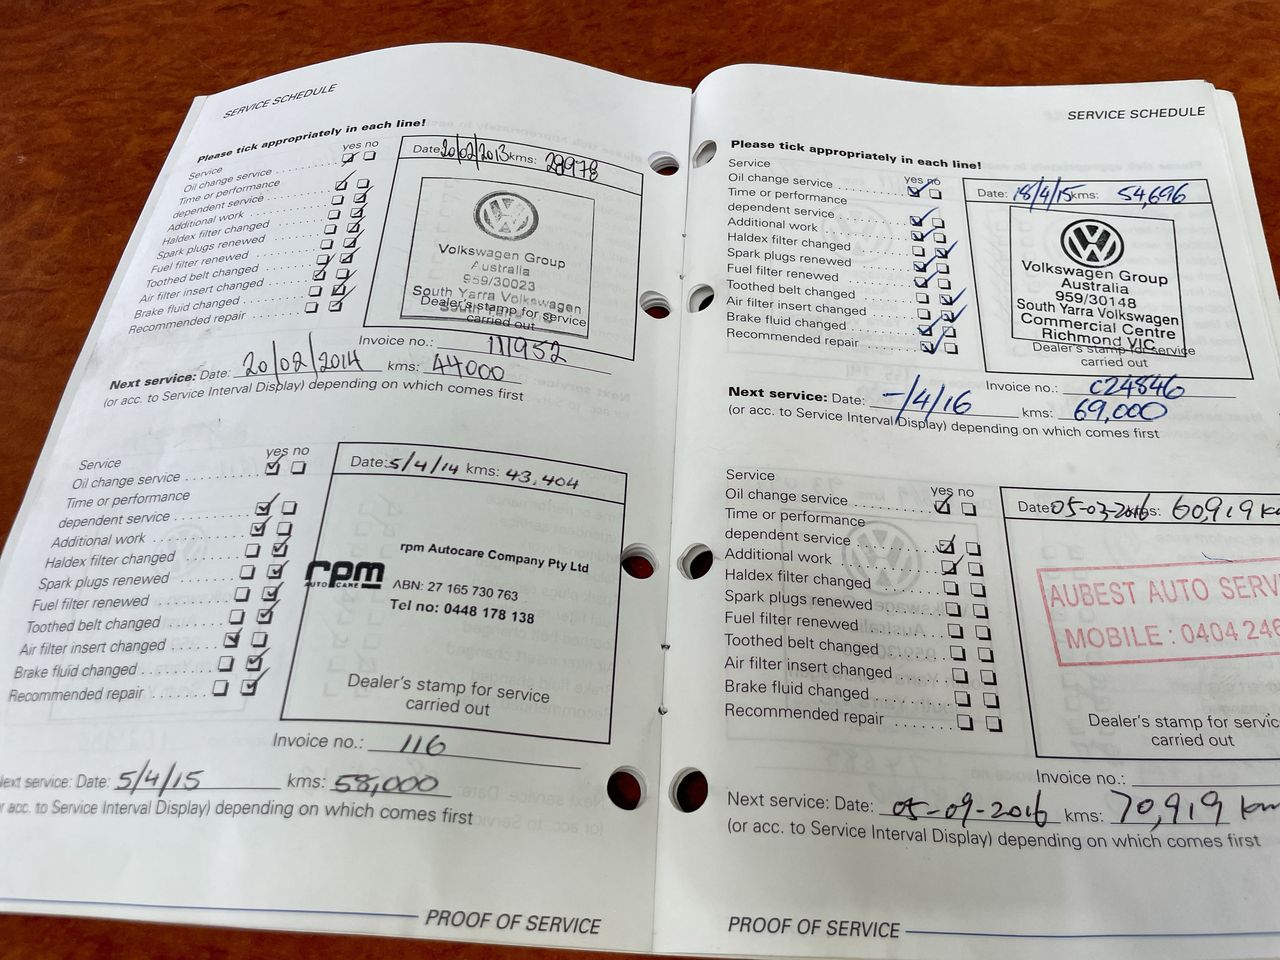 SERVICE SCHEDULE
Please tick appropriately in each line!
yes no
Service
Oil change service
Time or performance
dependent service
Additional work
Haldex filter changed
Spark plugs renewed
Fuel filter renewed
Toothed belt changed
Air filter insert changed
Brake fluid changed
Recommended repair
Date: 20/02/2013 kms: 28978
Volkswagen Group
Australia
959/30023
South Yarra Volkswagen
Dealer's stamp for service
carried out
Invoice no.: 111952
Next service: Date: 20/02/2014 kms: 44000
(or acc. to Service Interval Display) depending on which comes first
yes no
Service
Oil change service
Time or performance
dependent service
Additional work
Haldex filter changed
Spark plugs renewed
Fuel filter renewed
Toothed belt changed
Air filter insert changed
Brake fluid changed
Recommended repair
Date: 5/4/14 kms: 43,404
rpm Autocare Company Pty Ltd
rpm
AUTO CARE
ABN: 27 165 730 763
Tel no: 0448 178 138
Dealer's stamp for service
carried out
Invoice no.: 116
Next service: Date: 5/4/15 kms: 58,000
or acc. to Service Interval Display) depending on which comes first
PROOF OF SERVICE
SERVICE SCHEDULE
Please tick appropriately in each line!
yes no
Service
Oil change service
Time or performance
dependent service
Additional work
Haldex filter changed
Spark plugs renewed
Fuel filter renewed
Toothed belt changed
Air filter insert changed
Brake fluid changed
Recommended repair
Date: 18/4/15 kms: 54,696
Volkswagen Group
Australia
959/30148
South Yarra Volkswagen
Commercial Centre
Richmond VIC
Dealer's stamp for service
carried out
Invoice no.: C24846
Next service: Date: -/4/16 kms: 69,000
(or acc. to Service Interval Display) depending on which comes first
yes no
Service
Oil change service
Time or performance
dependent service
Additional work
Haldex filter changed
Spark plugs renewed
Fuel filter renewed
Toothed belt changed
Air filter insert changed
Brake fluid changed
Recommended repair
Date: 05-03-2016 kms: 60,919 km
AUBEST AUTO SERV
MOBILE : 0404 246
Dealer's stamp for service
carried out
Invoice no.:
Next service: Date: 05-09-2016 kms: 70,919 km
(or acc. to Service Interval Display) depending on which comes first
PROOF OF SERVICE